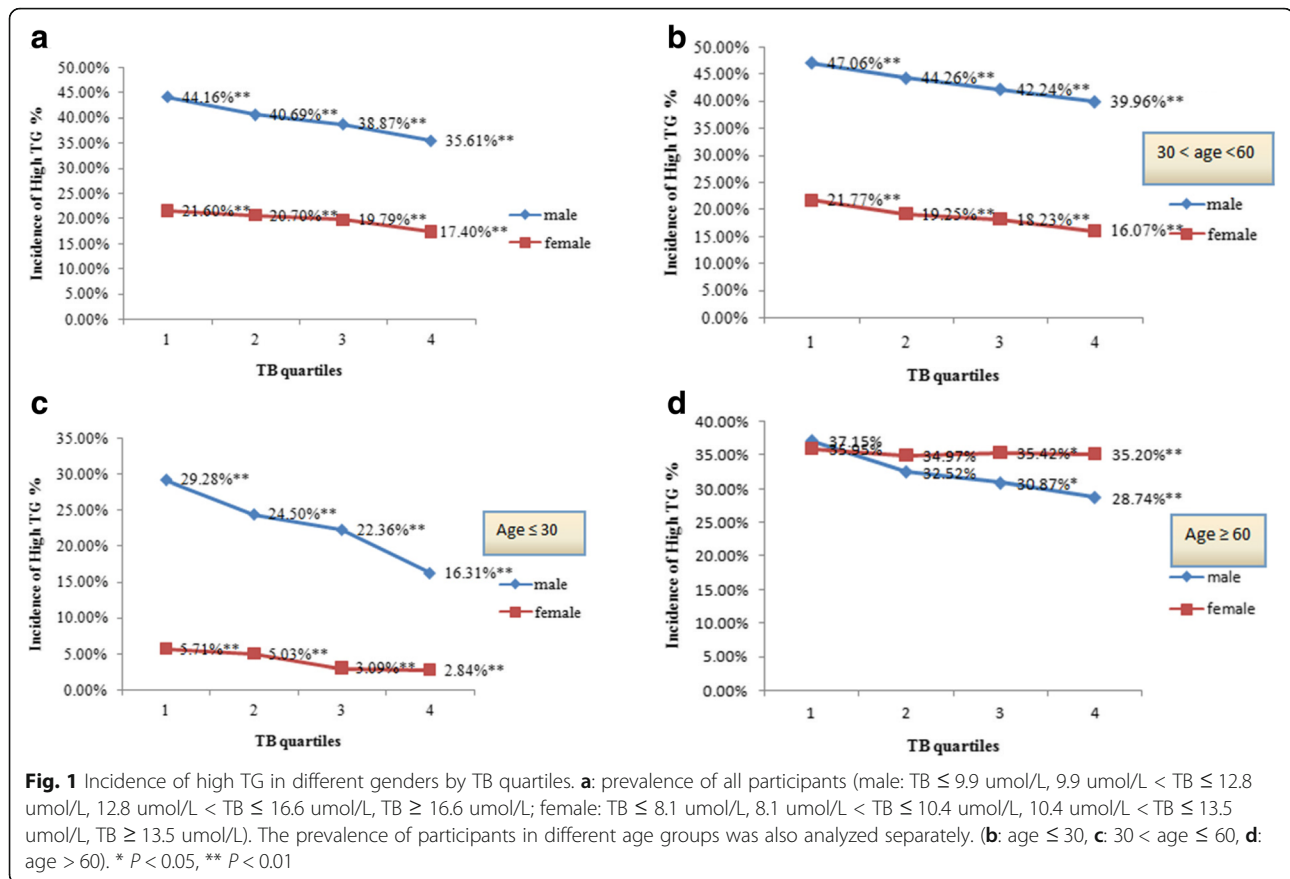 a
50.00%
45.00%
40.00%
35.00%
30.00%
25.00%
20.00%
15.00%
10.00%
5.00%
0.00%
Incidence of High TG %
44.16%**
40.69%**
38.87%**
35.61%**
21.60%**
20.70%**
19.79%**
17.40%**
male
female
1 2 3 4
TB quartiles
b
50.00%
45.00%
40.00%
35.00%
30.00%
25.00%
20.00%
15.00%
10.00%
5.00%
0.00%
Incidence of High TG %
47.06%**
44.26%**
42.24%**
39.96%**
30 < age <60
21.77%**
19.25%**
18.23%**
16.07%**
male
female
1 2 3 4
TB quartiles
c
35.00%
30.00%
25.00%
20.00%
15.00%
10.00%
5.00%
0.00%
Incidence of High TG %
29.28%**
24.50%**
22.36%**
16.31%**
Age ≤ 30
5.71%**
5.03%**
3.09%**
2.84%**
male
female
1 2 3 4
TB quartiles
d
40.00%
35.00%
30.00%
25.00%
20.00%
15.00%
10.00%
5.00%
0.00%
Incidence of High TG %
37.15%
35.95%
34.97%
35.42%*
35.20%**
32.52%
30.87%*
28.74%**
Age ≥ 60
male
female
1 2 3 4
TB quartiles
Fig. 1 Incidence of high TG in different genders by TB quartiles. a: prevalence of all participants (male: TB ≤ 9.9 umol/L, 9.9 umol/L < TB ≤ 12.8
umol/L, 12.8 umol/L < TB ≤ 16.6 umol/L, TB ≥ 16.6 umol/L; female: TB ≤ 8.1 umol/L, 8.1 umol/L < TB ≤ 10.4 umol/L, 10.4 umol/L < TB ≤ 13.5
umol/L, TB ≥ 13.5 umol/L). The prevalence of participants in different age groups was also analyzed separately. (b: age ≤ 30, c: 30 < age ≤ 60, d:
age > 60). * P < 0.05, ** P < 0.01